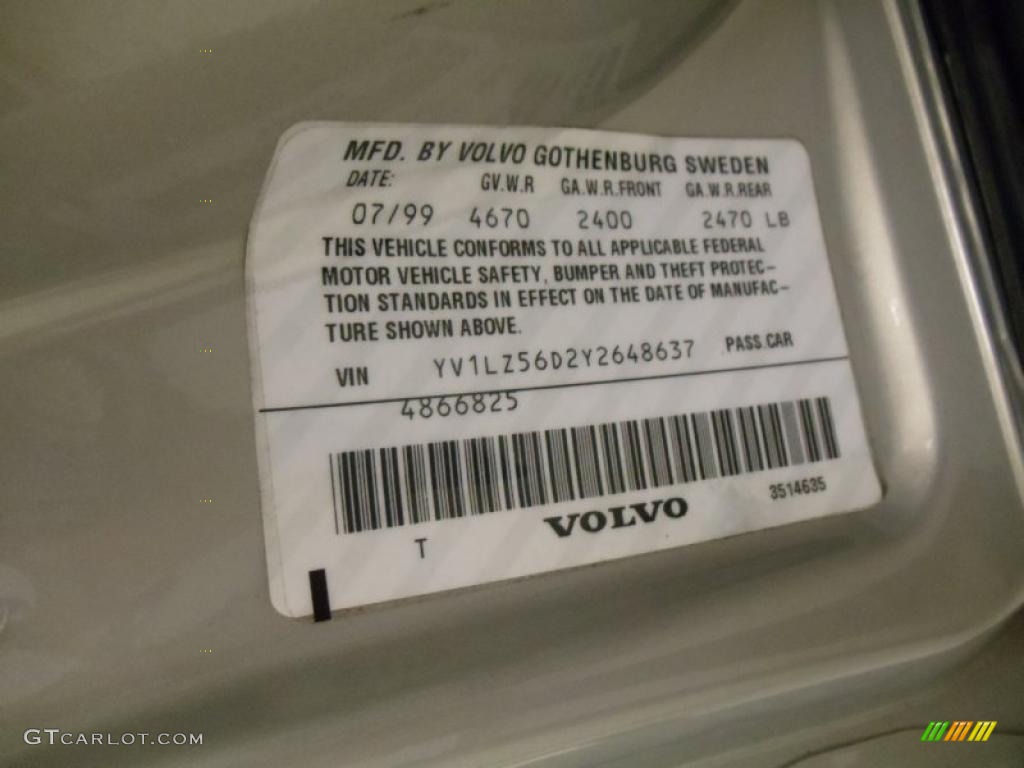 MFD. BY VOLVO GOTHENBURG SWEDEN
DATE: GV.W.R GA.W.R.FRONT GA.W.R.REAR
07/99 4670 2400 2470 LB
THIS VEHICLE CONFORMS TO ALL APPLICABLE FEDERAL
MOTOR VEHICLE SAFETY, BUMPER AND THEFT PROTEC-
TION STANDARDS IN EFFECT ON THE DATE OF MANUFAC-
TURE SHOWN ABOVE.
VIN YV1LZ56D2Y2648637 PASS.CAR
4866825
VOLVO 3514635
T
GTCARLOT.COM